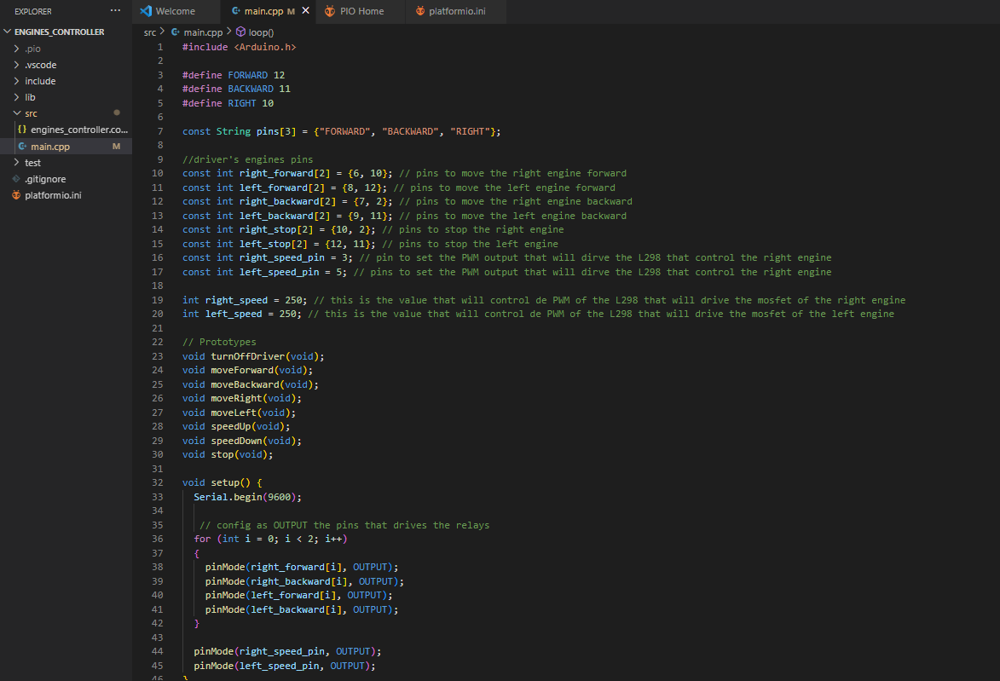 EXPLORER ...
Welcome main.cpp M PIO Home platformio.ini
ENGINES_CONTROLLER
.pio
.vscode
include
lib
src
engines_controller.co...
main.cpp M
test
.gitignore
platformio.ini
src > main.cpp > loop()
1 #include <Arduino.h>
2
3 #define FORWARD 12
4 #define BACKWARD 11
5 #define RIGHT 10
6
7 const String pins[3] = {"FORWARD", "BACKWARD", "RIGHT"};
8
9 //driver's engines pins
10 const int right_forward[2] = {6, 10}; // pins to move the right engine forward
11 const int left_forward[2] = {8, 12}; // pins to move the left engine forward
12 const int right_backward[2] = {7, 2}; // pins to move the right engine backward
13 const int left_backward[2] = {9, 11}; // pins to move the left engine backward
14 const int right_stop[2] = {10, 2}; // pins to stop the right engine
15 const int left_stop[2] = {12, 11}; // pins to stop the left engine
16 const int right_speed_pin = 3; // pin to set the PWM output that will dirve the L298 that control the right engine
17 const int left_speed_pin = 5; // pins to set the PWM output that will dirve the L298 that control the right engine
18
19 int right_speed = 250; // this is the value that will control de PWM of the L298 that will drive the mosfet of the right engine
20 int left_speed = 250; // this is the value that will control de PWM of the L298 that will drive the mosfet of the left engine
21
22 // Prototypes
23 void turnOffDriver(void);
24 void moveForward(void);
25 void moveBackward(void);
26 void moveRight(void);
27 void moveLeft(void);
28 void speedUp(void);
29 void speedDown(void);
30 void stop(void);
31
32 void setup() {
33 Serial.begin(9600);
34
35 // config as OUTPUT the pins that drives the relays
36 for (int i = 0; i < 2; i++)
37 {
38 pinMode(right_forward[i], OUTPUT);
39 pinMode(right_backward[i], OUTPUT);
40 pinMode(left_forward[i], OUTPUT);
41 pinMode(left_backward[i], OUTPUT);
42 }
43
44 pinMode(right_speed_pin, OUTPUT);
45 pinMode(left_speed_pin, OUTPUT);
46 }